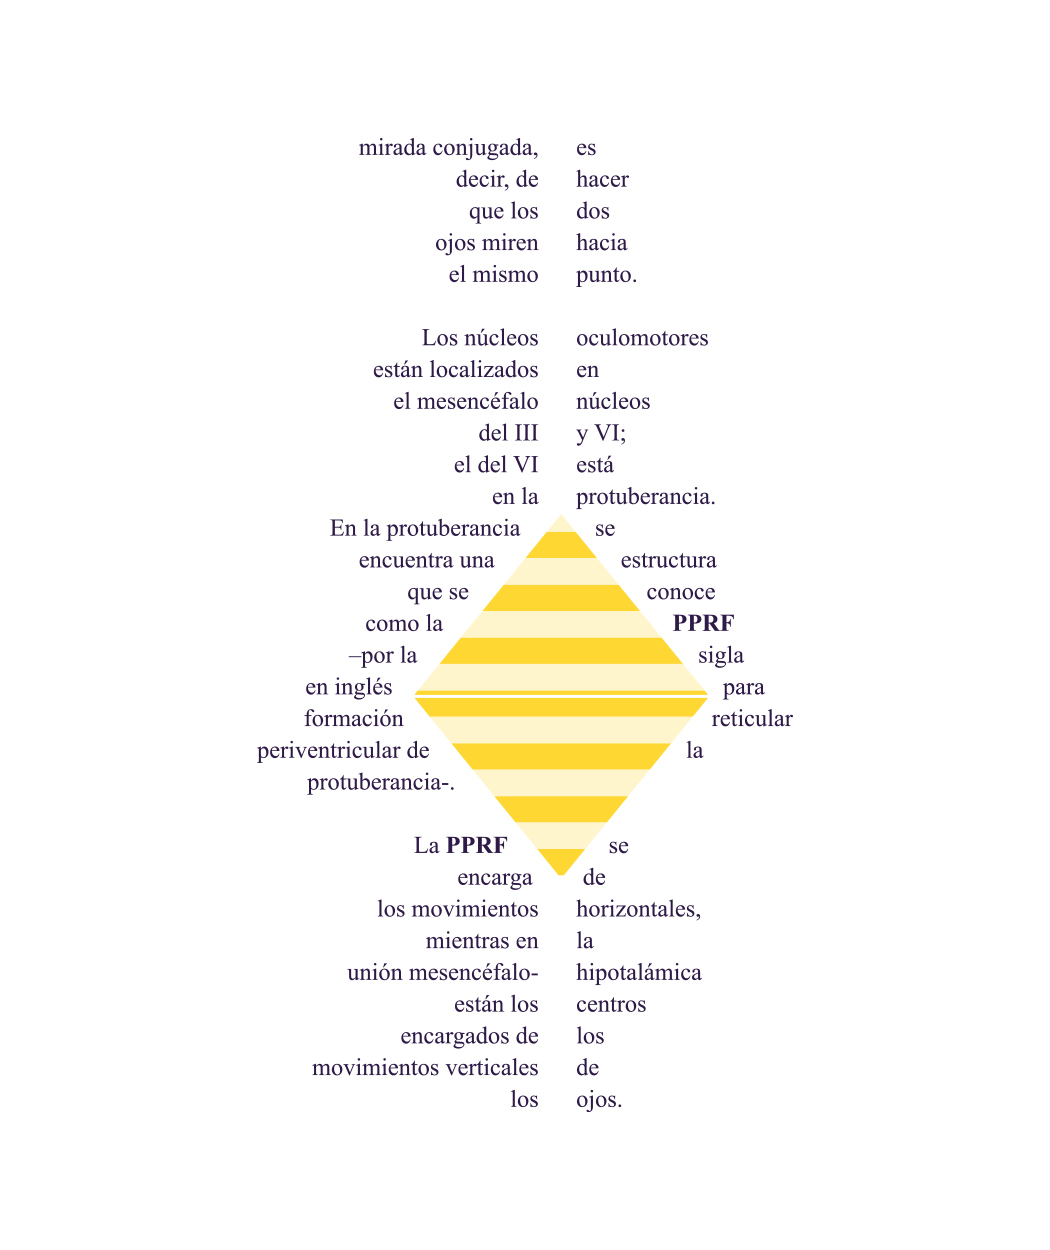 mirada conjugada, es
decir, de hacer
que los dos
ojos miren hacia
el mismo punto.
Los núcleos oculomotores
están localizados en
el mesencéfalo núcleos
del III y VI;
el del VI está
en la protuberancia.
En la protuberancia se
encuentra una estructura
que se conoce
como la PPRF
–por la sigla
en inglés para
formación reticular
periventricular de la
protuberancia-.
La PPRF se
encarga de
los movimientos horizontales,
mientras en la
unión mesencéfalo- hipotalámica
están los centros
encargados de los
movimientos verticales de
los ojos.